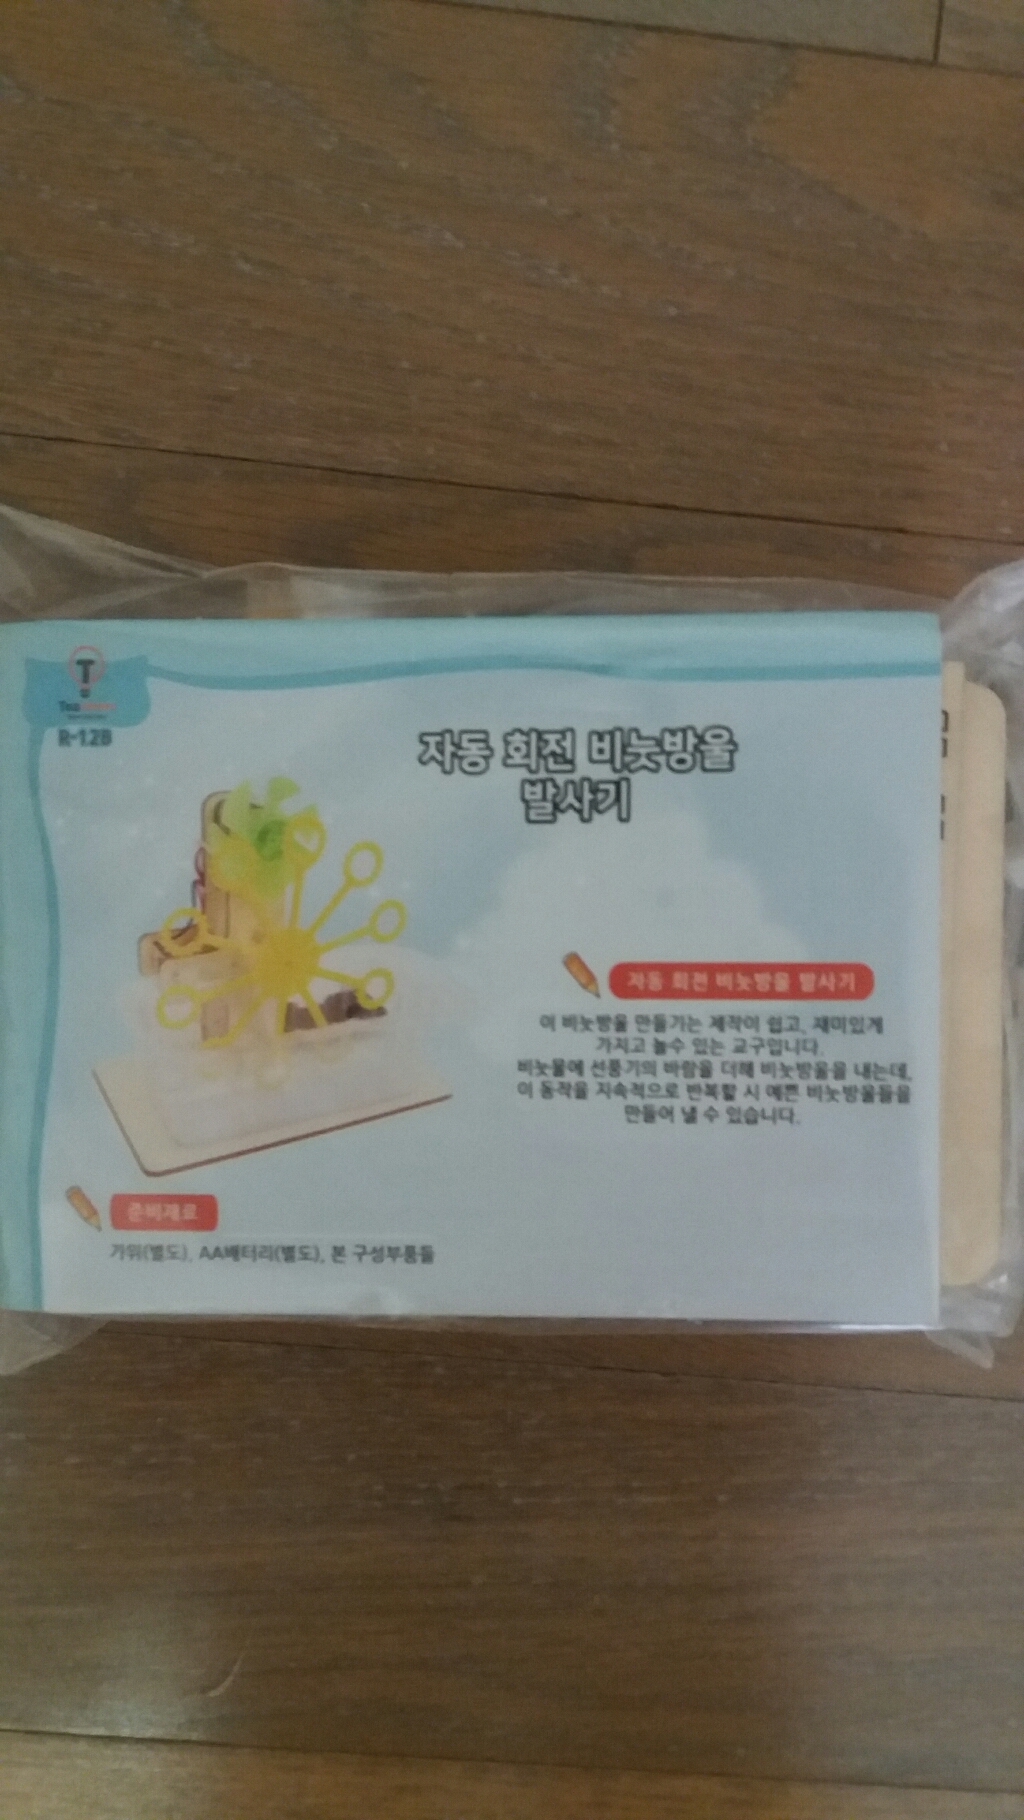 R-12B
자동 회전 비눗방울
발사기
자동 회전 비눗방울 발사기
이 비눗방울 만들기는 제작이 쉽고, 재미있게
가지고 놀수 있는 교구입니다.
비눗물에 선풍기의 바람을 더해 비눗방울을 내는데,
이 동작을 지속적으로 반복할 시 예쁜 비눗방울들을
만들어 낼 수 있습니다.
준비재료
가위(별도), AA배터리(별도), 본 구성부품들